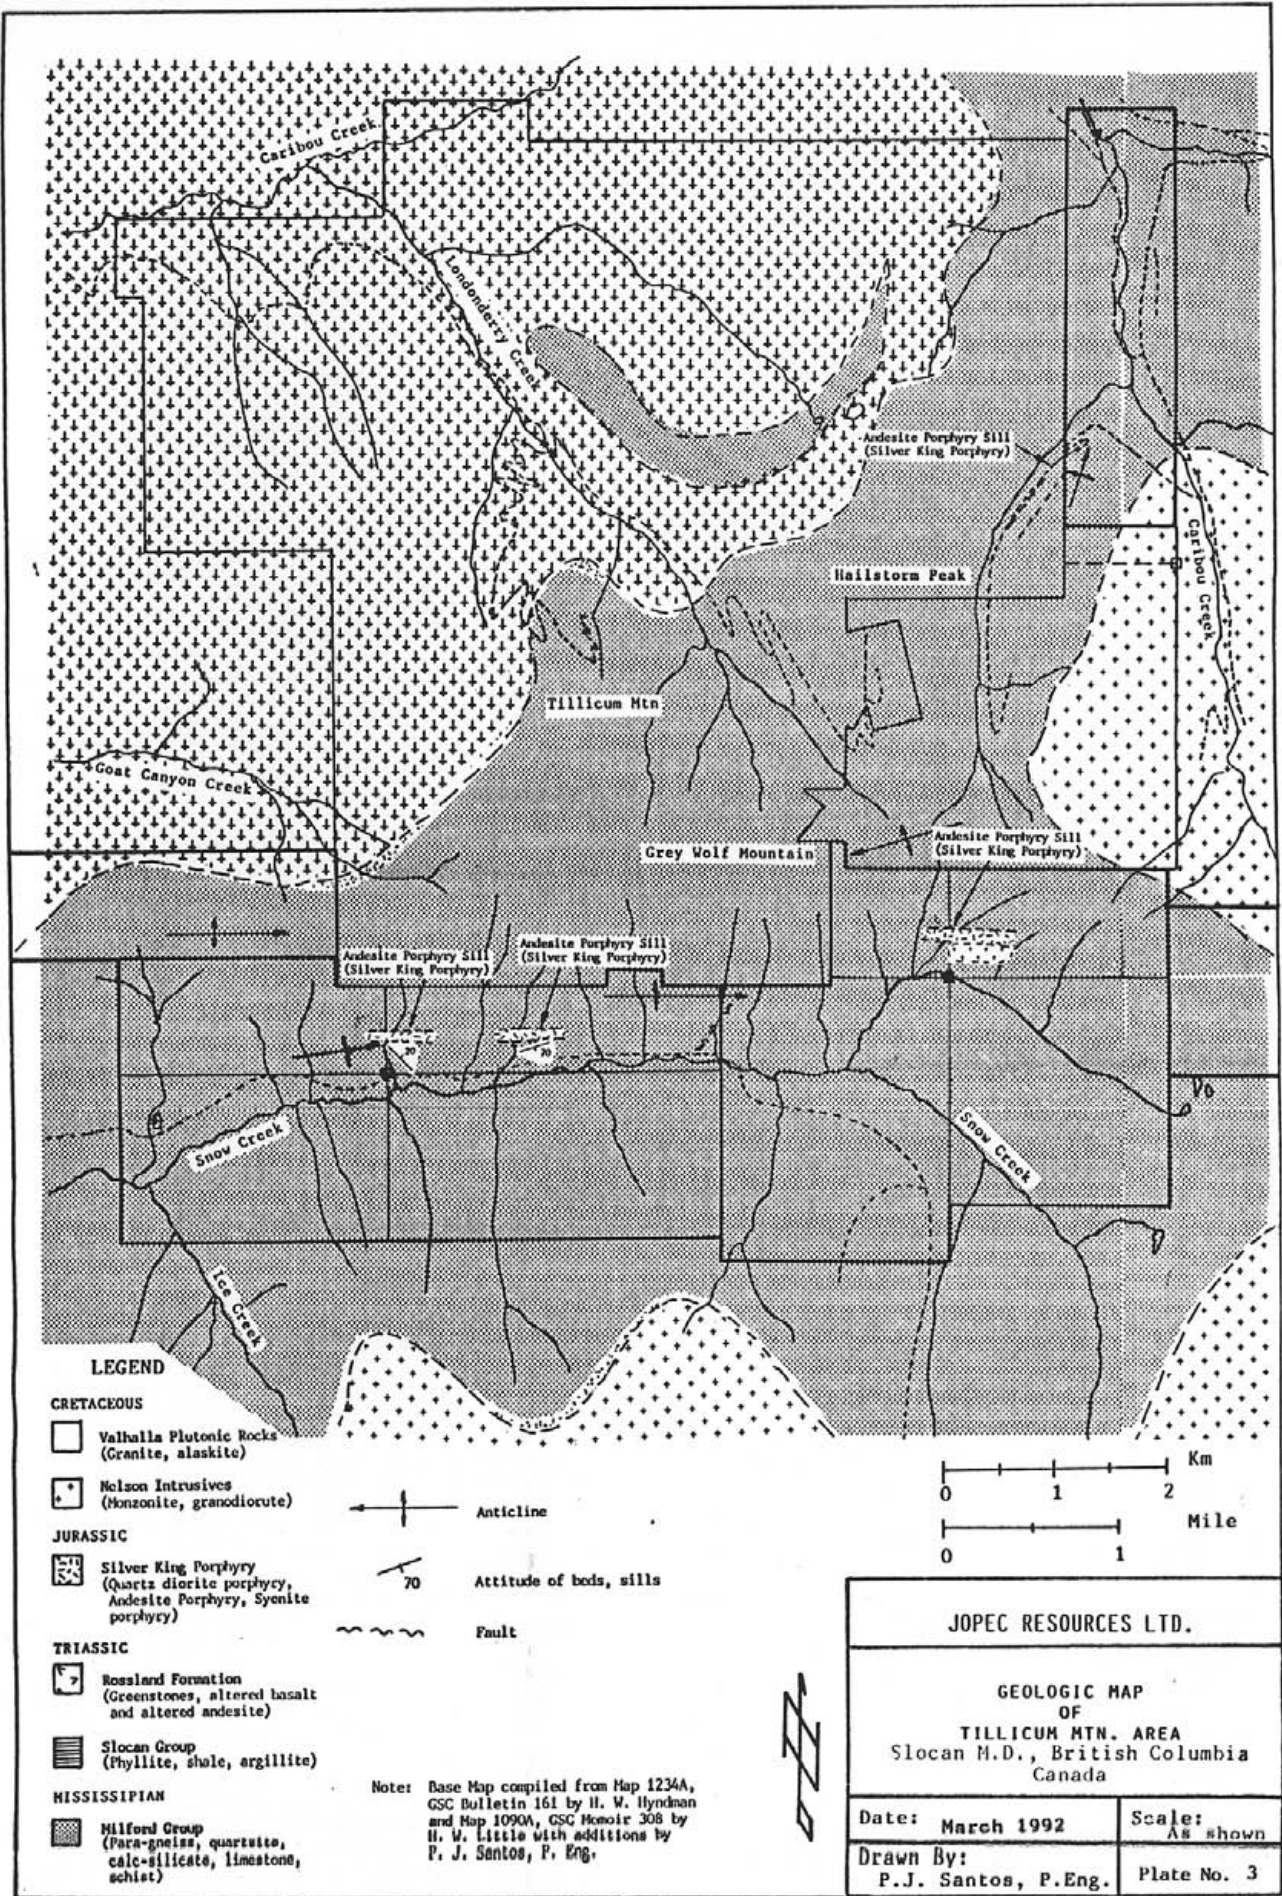 Caribou Creek
Londonderry Creek
Andesite Porphyry Sill
(Silver King Porphyry)
Hailstorm Peak
Caribou Creek
Tillicum Mtn
Goat Canyon Creek
Grey Wolf Mountain
Andesite Porphyry Sill
(Silver King Porphyry)
Andesite Porphyry Sill
(Silver King Porphyry)
Andesite Porphyry Sill
(Silver King Porphyry)
70
70
Snow Creek
Snow Creek
Ice Creek
LEGEND
CRETACEOUS
Valhalla Plutonic Rocks
(Granite, alaskite)
Nelson Intrusives
(Monzonite, granodiorute)
JURASSIC
Silver King Porphyry
(Quartz diorite porphyry,
Andesite Porphyry, Syenite
porphyry)
TRIASSIC
Rossland Formation
(Greenstones, altered basalt
and altered andesite)
Slocan Group
(Phyllite, shale, argillite)
MISSISSIPIAN
Milford Group
(Para-gneiss, quartsite,
calc-silicate, limestone,
schist)
Anticline
70
Attitude of beds, sills
Fault
Note: Base Map compiled from Map 1234A,
GSC Bulletin 161 by H. W. Hyndman
and Map 1090A, GSC Memoir 308 by
H. W. Little with additions by
P. J. Santos, P. Eng.
Km
0 1 2
Mile
0 1
JOPEC RESOURCES LTD.
GEOLOGIC MAP
OF
TILLICUM MTN. AREA
Slocan M.D., British Columbia
Canada
Date: March 1992
Scale: As shown
Drawn By:
P.J. Santos, P.Eng.
Plate No. 3